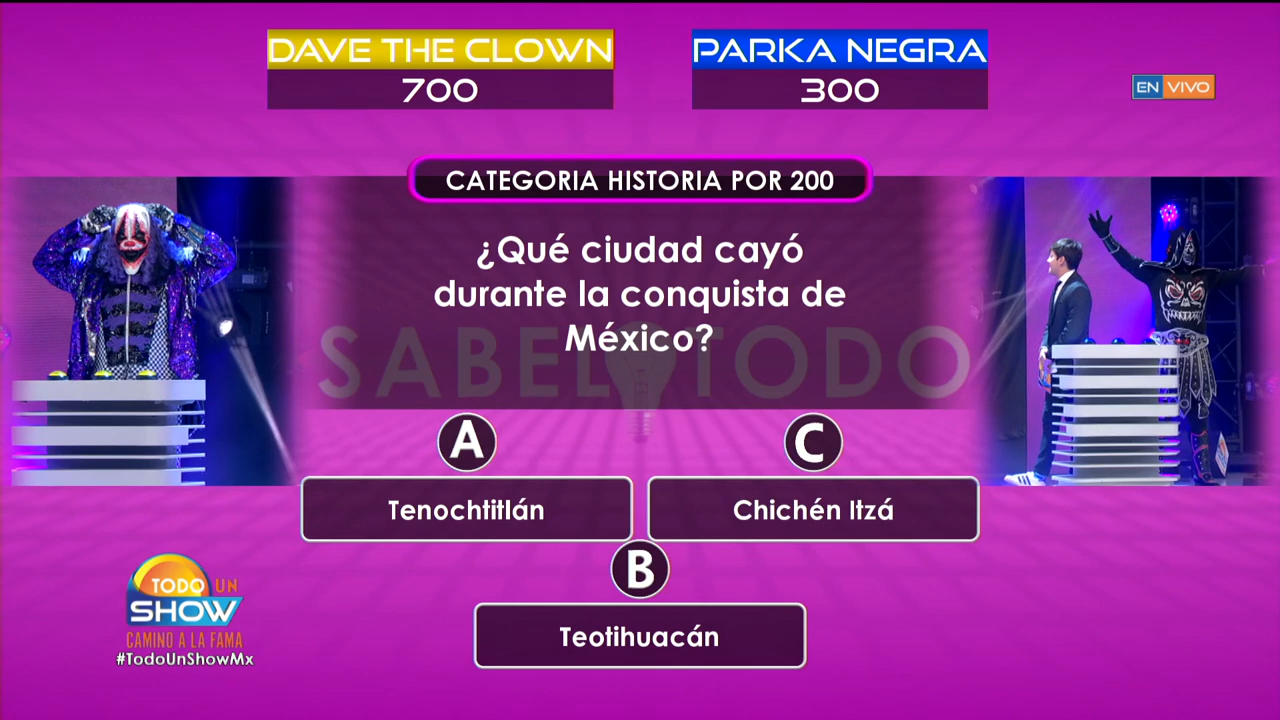 DAVE THE CLOWN
700
PARKA NEGRA
300
EN VIVO
CATEGORIA HISTORIA POR 200
¿Qué ciudad cayó
durante la conquista de
México?
SABELOTODO
A
Tenochtitlán
C
Chichén Itzá
B
Teotihuacán
TODO UN
SHOW
CAMINO A LA FAMA
#TodoUnShowMx